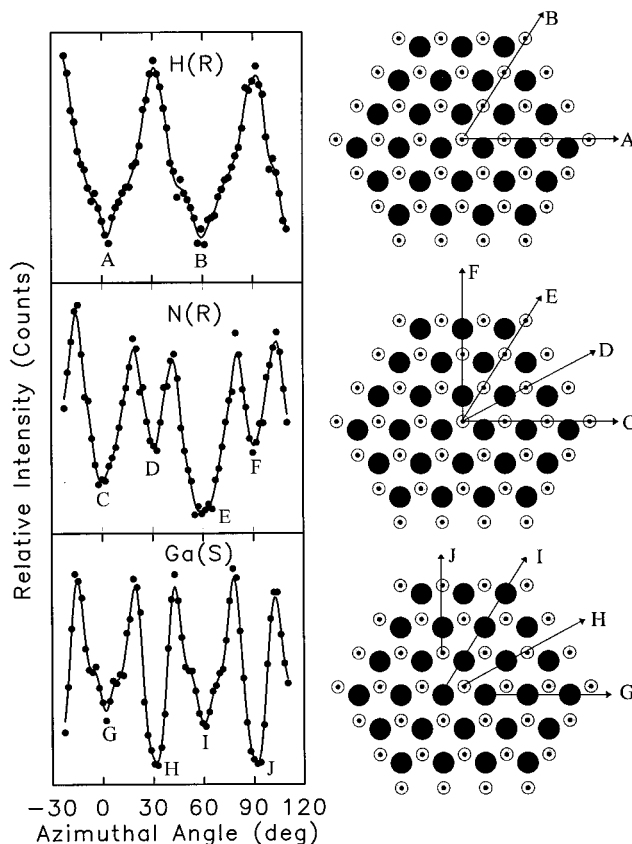 H(R)
A
B
N(R)
C
D
E
F
Ga(S)
G
H
I
J
−30 0 30 60 90 120
Azimuthal Angle (deg)
Relative Intensity (Counts)
B
A
F
E
D
C
J
I
H
G